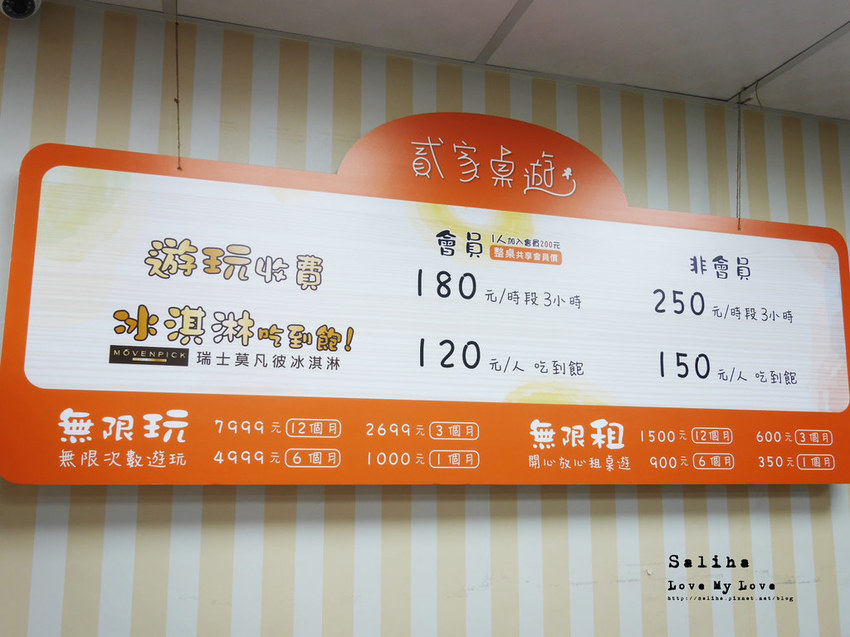 貳家桌遊
會員 1人加入會員200元
整桌共享會員價
非會員
遊玩收費
180元/時段3小時
250元/時段3小時
冰淇淋吃到飽!
MÖVENPICK 瑞士莫凡彼冰淇淋
120元/人 吃到飽
150元/人 吃到飽
無限玩 7999元 12個月 2699元 3個月
無限次數遊玩 4999元 6個月 1000元 1個月
無限租 1500元 12個月 600元 3個月
開心放心租桌遊 900元 6個月 350元 1個月
Saliha
Love My Love
http://saliha.pixnet.net/blog